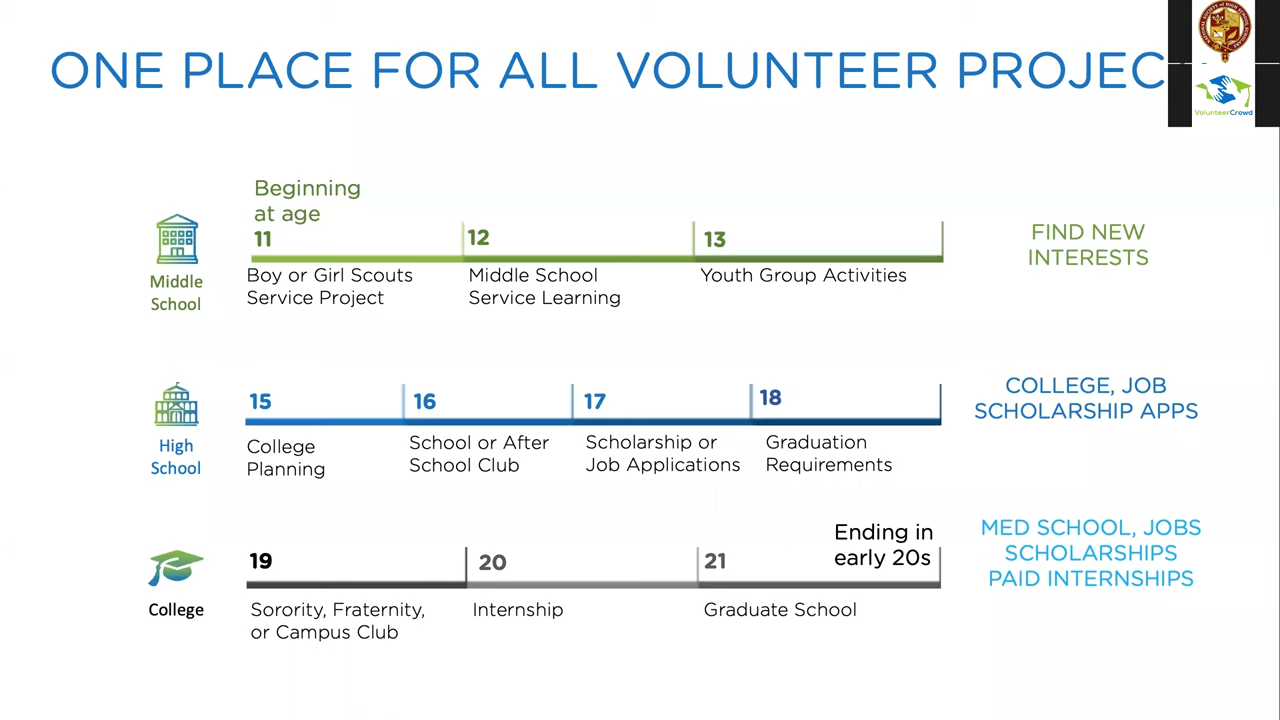 ONE PLACE FOR ALL VOLUNTEER PROJEC
VolunteerCrowd
Beginning
at age
11
12
13
Boy or Girl Scouts
Service Project
Middle School
Service Learning
Youth Group Activities
Middle
School
FIND NEW
INTERESTS
15
16
17
18
College
Planning
School or After
School Club
Scholarship or
Job Applications
Graduation
Requirements
High
School
COLLEGE, JOB
SCHOLARSHIP APPS
19
20
21
Ending in
early 20s
Sorority, Fraternity,
or Campus Club
Internship
Graduate School
College
MED SCHOOL, JOBS
SCHOLARSHIPS
PAID INTERNSHIPS